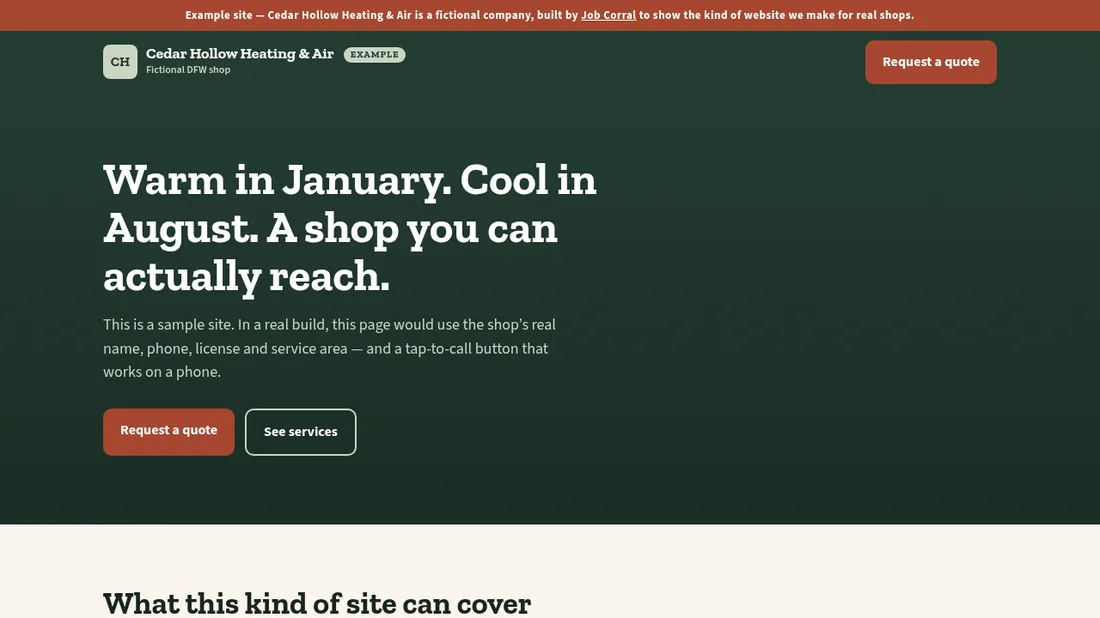 Example site — Cedar Hollow Heating & Air is a fictional company, built by Job Corral to show the kind of website we make for real shops.
CH
Cedar Hollow Heating & Air
EXAMPLE
Fictional DFW shop
Request a quote
Warm in January. Cool in
August. A shop you can
actually reach.
This is a sample site. In a real build, this page would use the shop’s real
name, phone, license and service area — and a tap-to-call button that
works on a phone.
Request a quote
See services
What this kind of site can cover